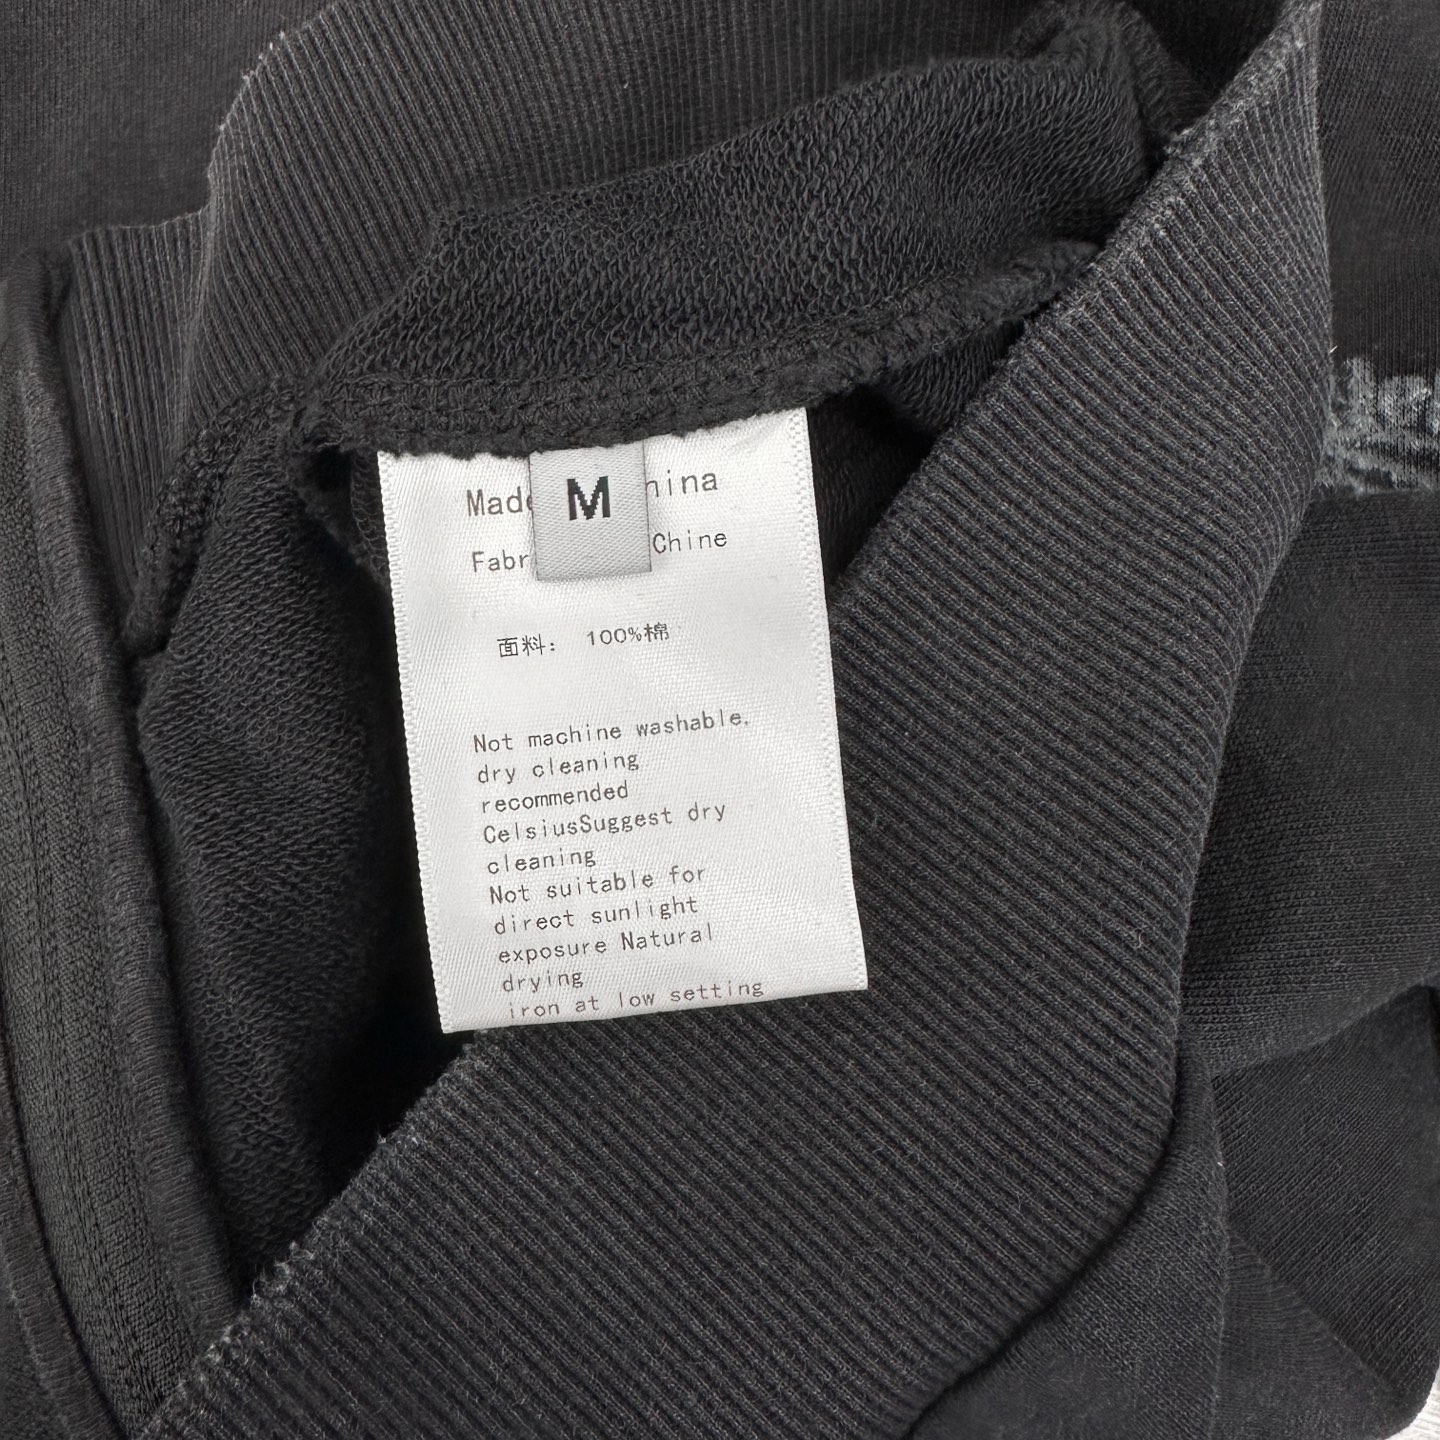 M
Made hina
Fabr Chine
面料: 100%棉
Not machine washable,
dry cleaning
recommended
CelsiusSuggest dry
cleaning
Not suitable for
direct sunlight
exposure Natural
drying
iron at low setting